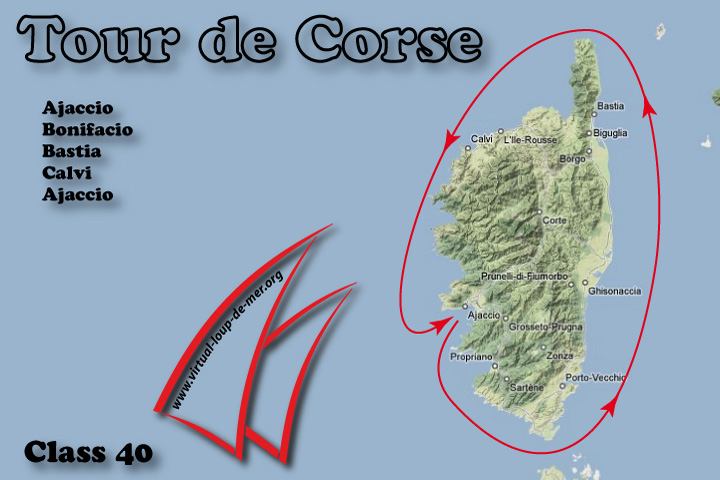 Tour de Corse
Ajaccio
Bonifacio
Bastia
Calvi
Ajaccio
www.virtual-loup-de-mer.org
Class 40
Bastia
Calvi
L'Ile-Rousse
Biguglia
Borgo
Corte
Prunelli-di-Fiumorbo
Ghisonaccia
Ajaccio
Grosseto-Prugna
Propriano
Zonza
Sartène
Porto-Vecchio